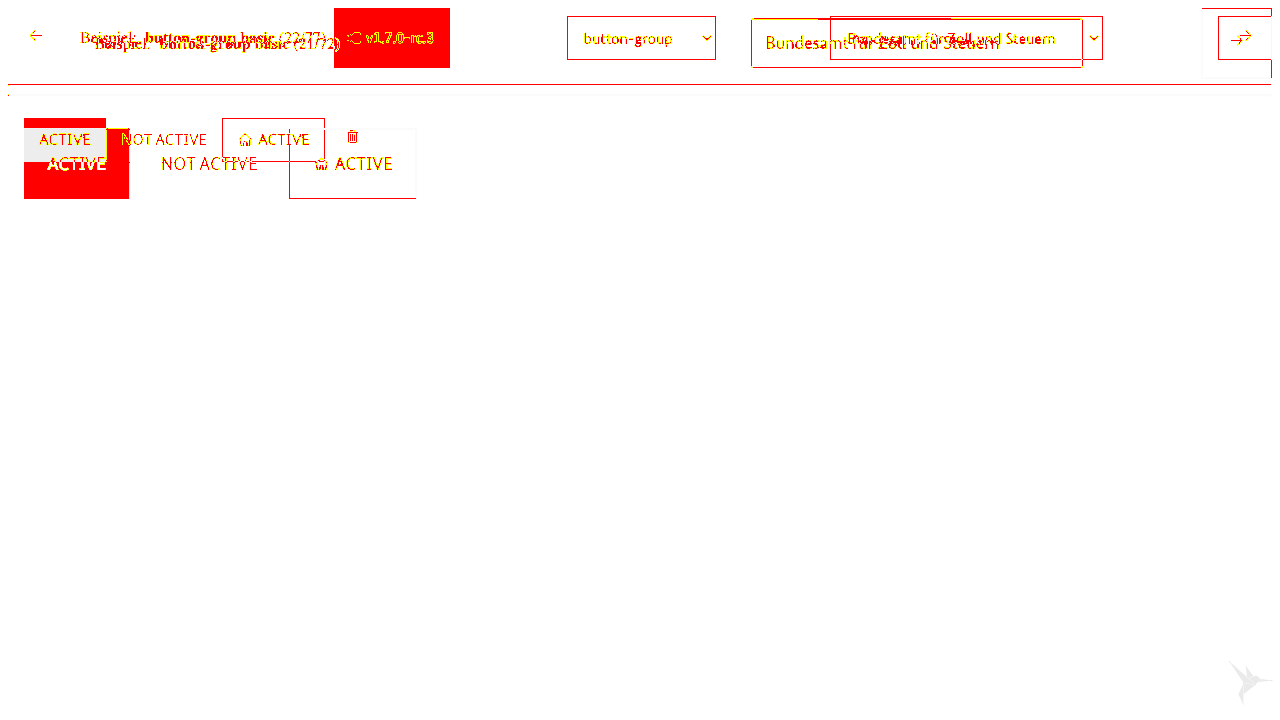 Beispiel: button-group basic (22/77)
Beispiel: button-group basic (21/72)
v1.7.0-rc.3
button-group
Bundesamt für Zoll und Steuern
Bundesamt für Zoll und Steuern
ACTIVE NOT ACTIVE ACTIVE
ACTIVE NOT ACTIVE ACTIVE